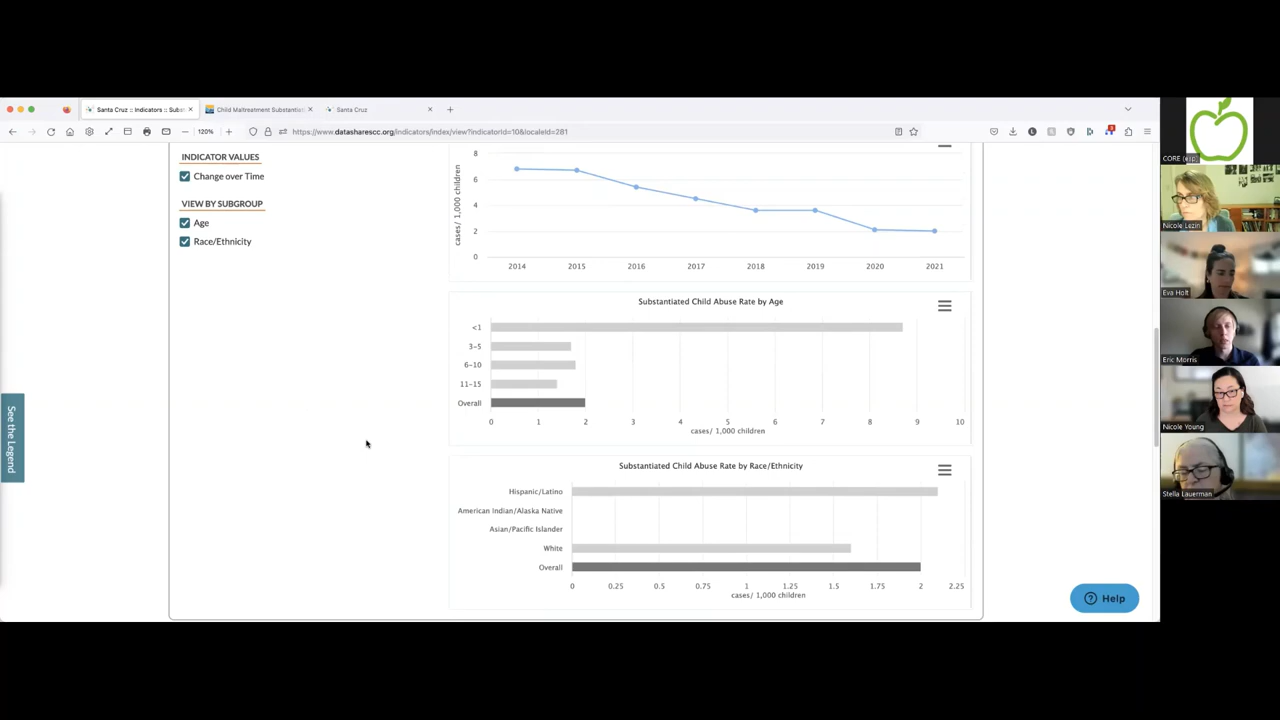 Santa Cruz :: Indicators :: Subst
Child Maltreatment Substantiate
Santa Cruz
120%
https://www.datasharescc.org/indicators/index/view?indicatorId=10&localeId=281
INDICATOR VALUES
Change over Time
VIEW BY SUBGROUP
Age
Race/Ethnicity
See the Legend
cases/ 1,000 children
8
6
4
2
0
2014 2015 2016 2017 2018 2019 2020 2021
Substantiated Child Abuse Rate by Age
<1
3-5
6-10
11-15
Overall
0 1 2 3 4 5 6 7 8 9 10
cases/ 1,000 children
Substantiated Child Abuse Rate by Race/Ethnicity
Hispanic/Latino
American Indian/Alaska Native
Asian/Pacific Islander
White
Overall
0 0.25 0.5 0.75 1 1.25 1.5 1.75 2 2.25
cases/ 1,000 children
? Help
Nicole Lezin
Eva Holt
Eric Morris
Nicole Young
Stella Lauerman